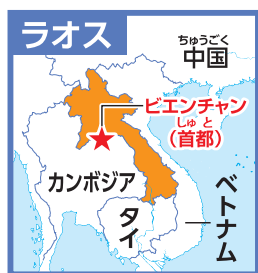 ラオス
ちゅうごく
中国
ビエンチャン
しゅと
（首都）
カンボジア
タイ
ベトナム